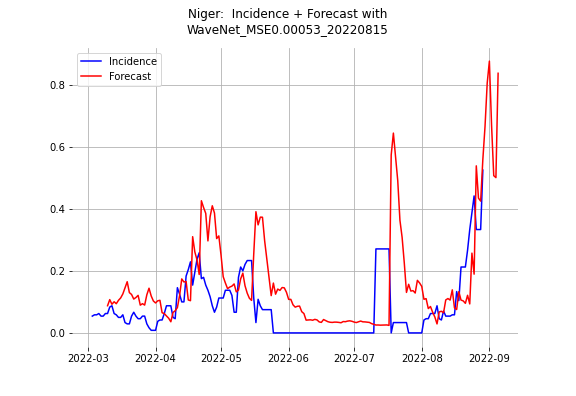 Niger:  Incidence + Forecast with
WaveNet_MSE0.00053_20220815
Incidence
Forecast
0.8
0.6
0.4
0.2
0.0
2022-03 2022-04 2022-05 2022-06 2022-07 2022-08 2022-09